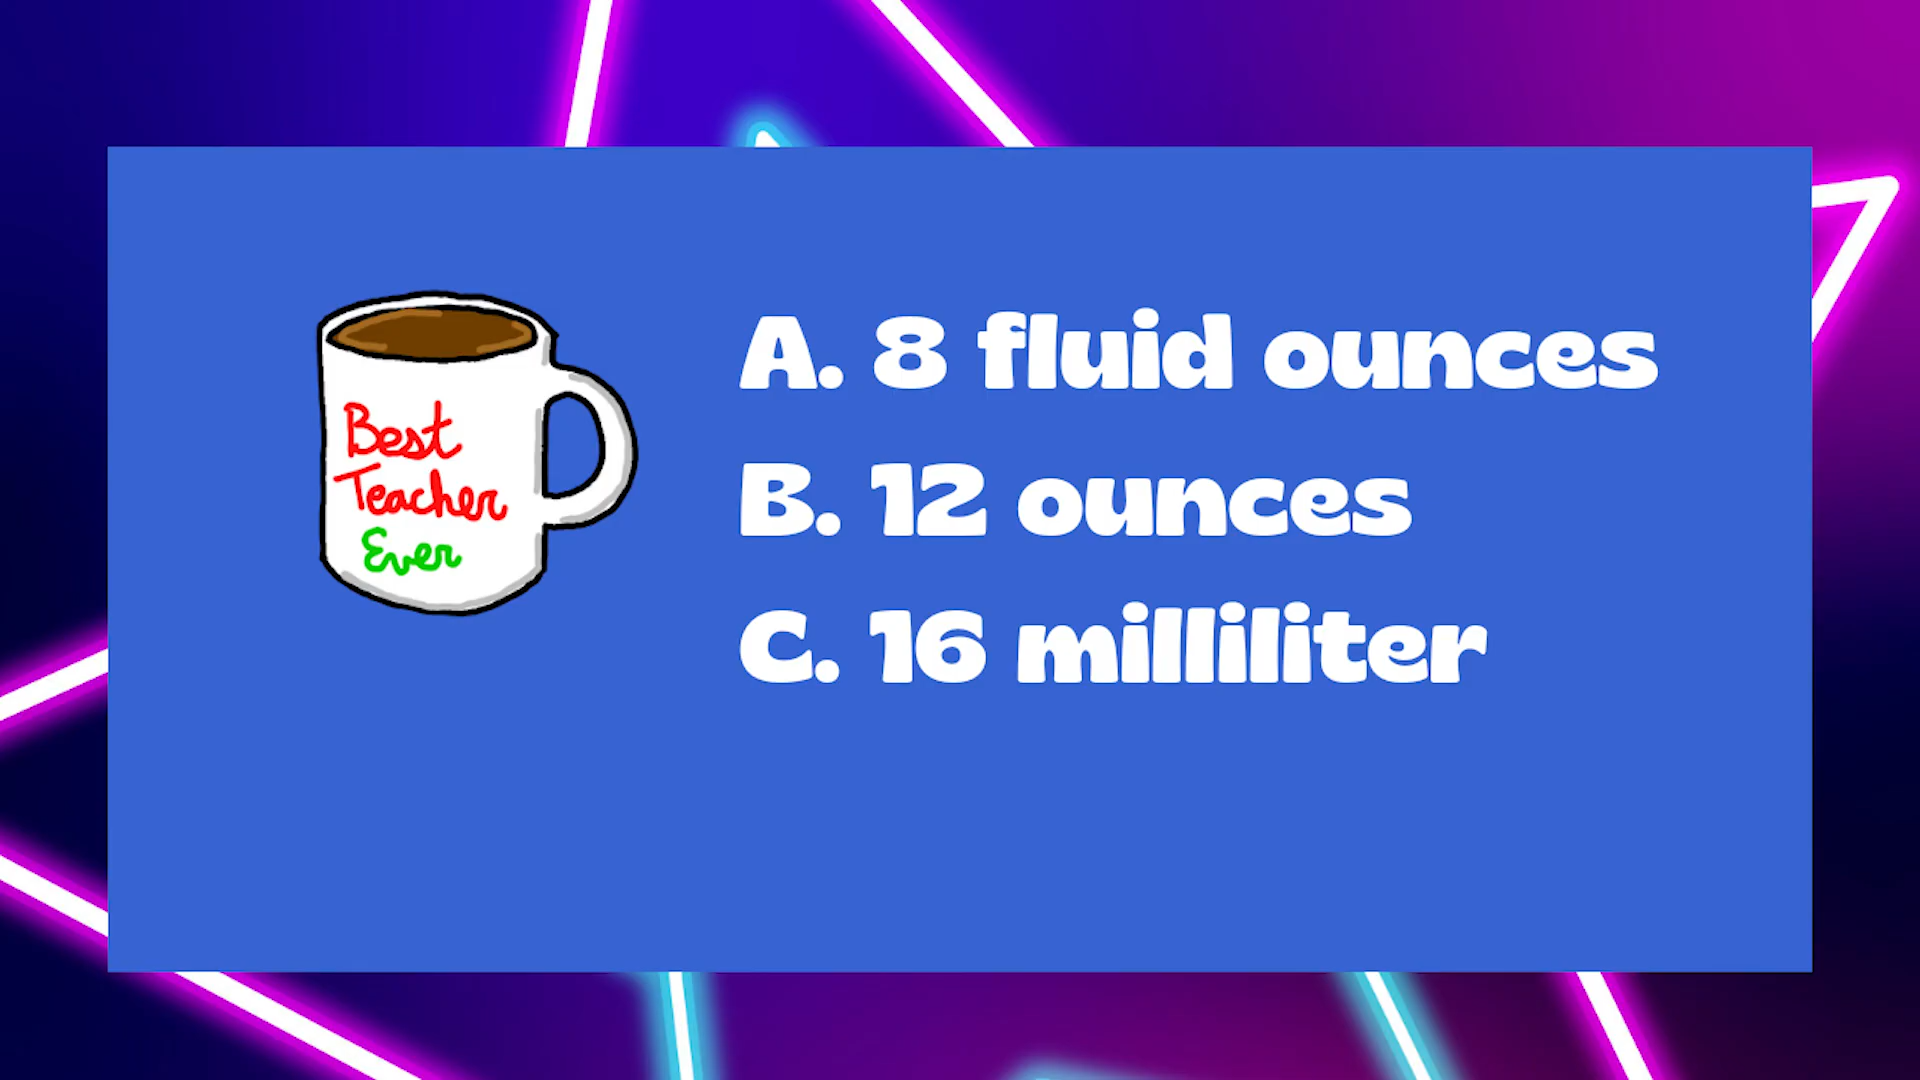 Best
Teacher
Ever
A. 8 fluid ounces
B. 12 ounces
C. 16 milliliter